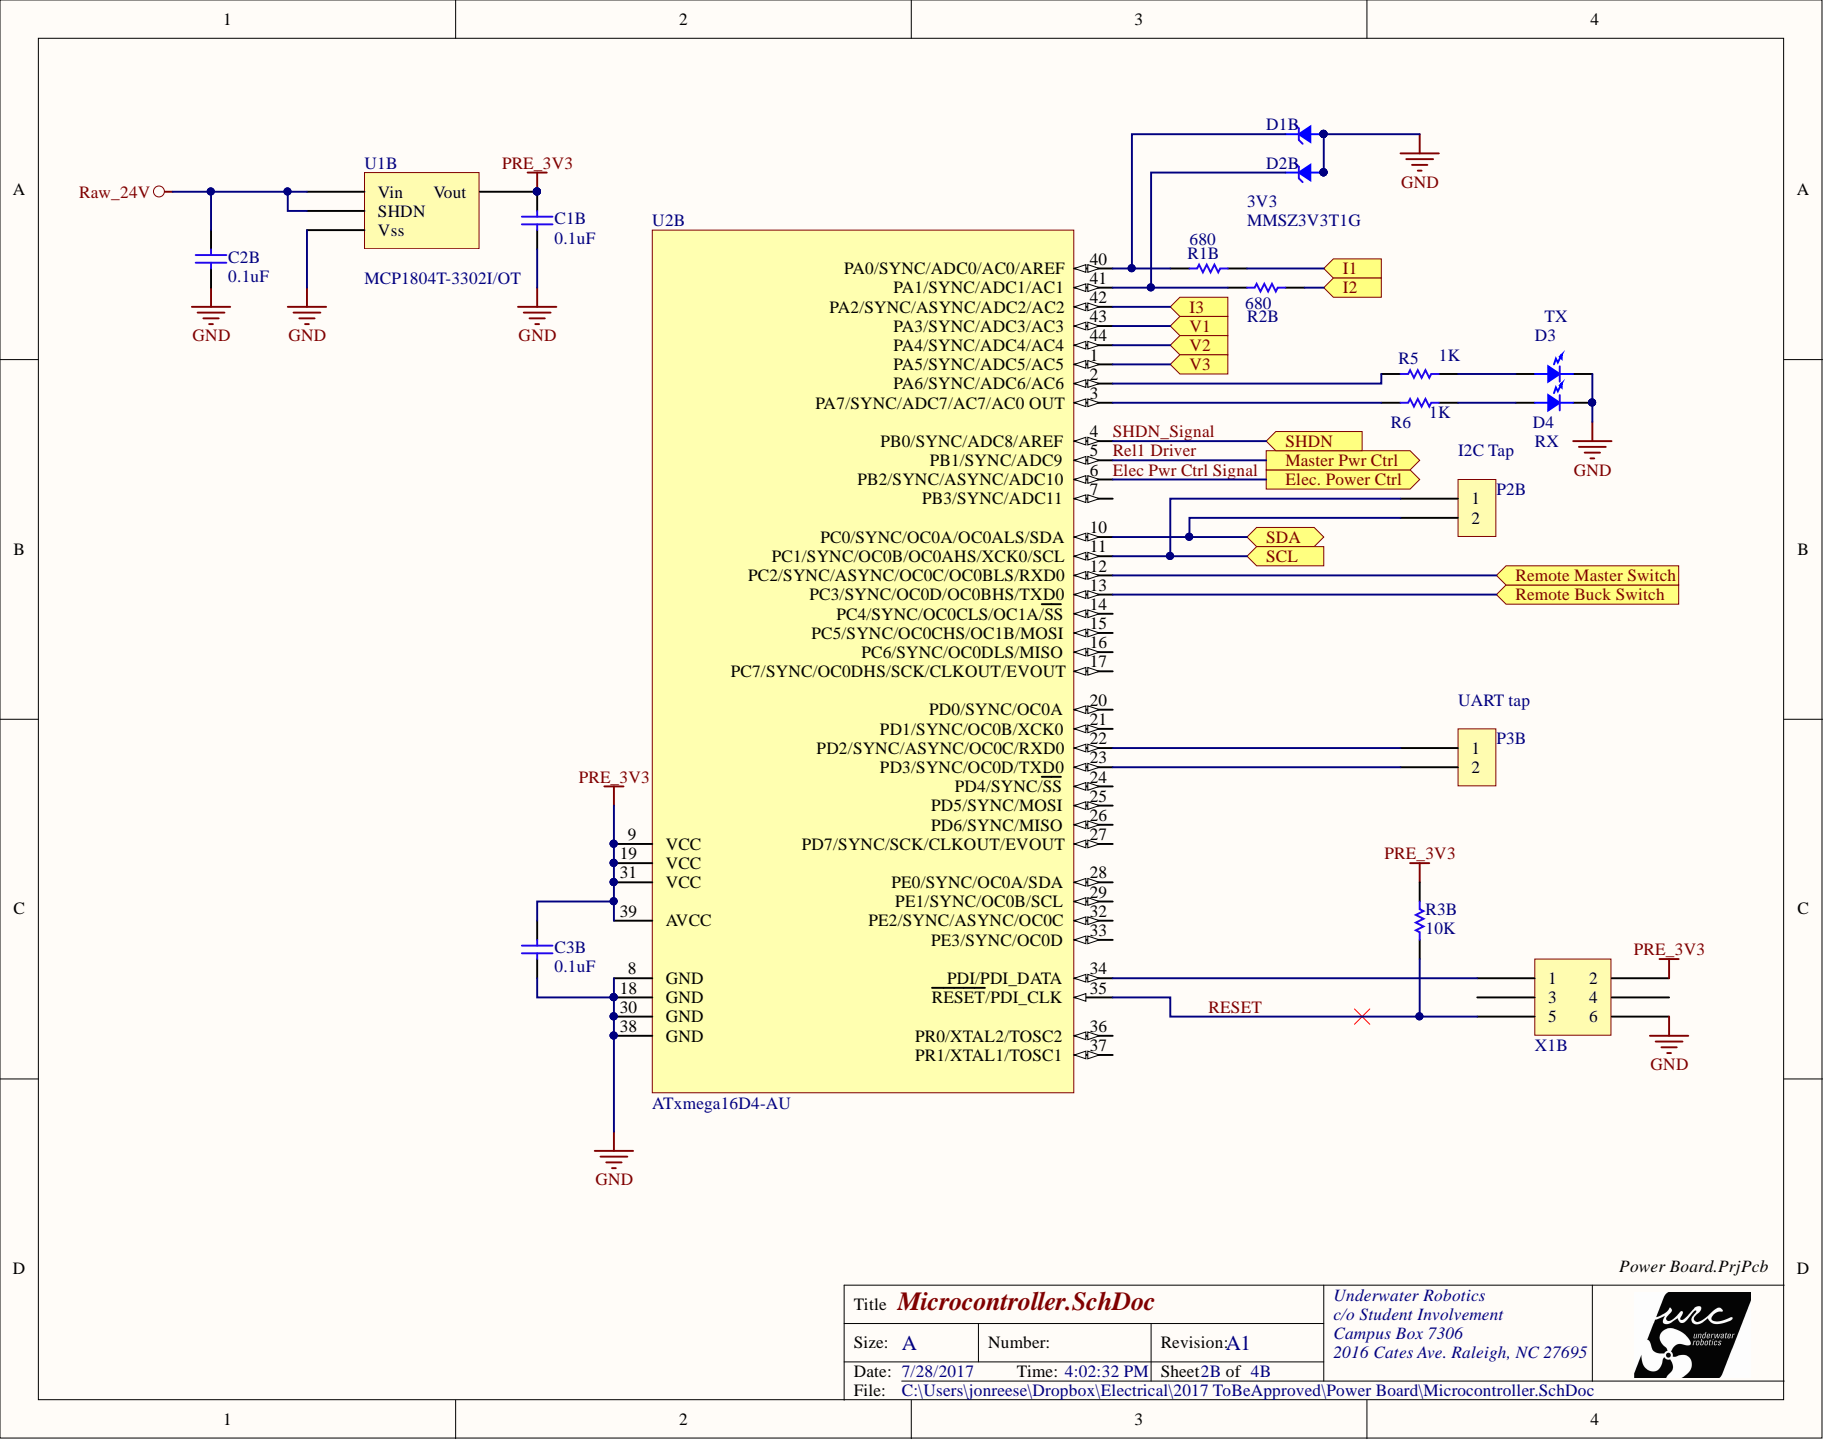 1 2 3 4
A A
B B
C C
D D
Raw_24V
C2B
0.1uF
GND
GND
U1B
Vin Vout
SHDN
Vss
MCP1804T-3302I/OT
PRE_3V3
C1B
0.1uF
GND
U2B
PA0/SYNC/ADC0/AC0/AREF 40
PA1/SYNC/ADC1/AC1 41
PA2/SYNC/ASYNC/ADC2/AC2 42
PA3/SYNC/ADC3/AC3 43
PA4/SYNC/ADC4/AC4 44
PA5/SYNC/ADC5/AC5 1
PA6/SYNC/ADC6/AC6 2
PA7/SYNC/ADC7/AC7/AC0 OUT 3
PB0/SYNC/ADC8/AREF 4
PB1/SYNC/ADC9 5
PB2/SYNC/ASYNC/ADC10 6
PB3/SYNC/ADC11 7
PC0/SYNC/OC0A/OC0ALS/SDA 10
PC1/SYNC/OC0B/OC0AHS/XCK0/SCL 11
PC2/SYNC/ASYNC/OC0C/OC0BLS/RXD0 12
PC3/SYNC/OC0D/OC0BHS/TXD0 13
PC4/SYNC/OC0CLS/OC1A/SS 14
PC5/SYNC/OC0CHS/OC1B/MOSI 15
PC6/SYNC/OC0DLS/MISO 16
PC7/SYNC/OC0DHS/SCK/CLKOUT/EVOUT 17
PD0/SYNC/OC0A 20
PD1/SYNC/OC0B/XCK0 21
PD2/SYNC/ASYNC/OC0C/RXD0 22
PD3/SYNC/OC0D/TXD0 23
PD4/SYNC/SS 24
PD5/SYNC/MOSI 25
PD6/SYNC/MISO 26
PD7/SYNC/SCK/CLKOUT/EVOUT 27
PE0/SYNC/OC0A/SDA 28
PE1/SYNC/OC0B/SCL 29
PE2/SYNC/ASYNC/OC0C 32
PE3/SYNC/OC0D 33
PDI/PDI_DATA 34
RESET/PDI_CLK 35
PR0/XTAL2/TOSC2 36
PR1/XTAL1/TOSC1 37
ATxmega16D4-AU
PRE_3V3
9 VCC
19 VCC
31 VCC
39 AVCC
C3B
0.1uF
8 GND
18 GND
30 GND
38 GND
GND
D1B
D2B
GND
3V3
MMSZ3V3T1G
680
R1B
I1
I2
680
R2B
I3
V1
V2
V3
TX
D3
R5 1K
R6 1K
D4
RX
GND
SHDN_Signal SHDN
Rel1 Driver Master Pwr Ctrl
Elec Pwr Ctrl Signal Elec. Power Ctrl
I2C Tap
P2B
1
2
SDA
SCL
Remote Master Switch
Remote Buck Switch
UART tap
P3B
1
2
PRE_3V3
R3B
10K
RESET
PRE_3V3
1 2
3 4
5 6
X1B
GND
Power Board.PrjPcb
Title Microcontroller.SchDoc
Size: A Number: Revision:A1
Date: 7/28/2017 Time: 4:02:32 PM Sheet2B of 4B
File: C:\Users\jonreese\Dropbox\Electrical\2017 ToBeApproved\Power Board\Microcontroller.SchDoc
Underwater Robotics
c/o Student Involvement
Campus Box 7306
2016 Cates Ave. Raleigh, NC 27695
urc
underwater
robotics
1 2 3 4